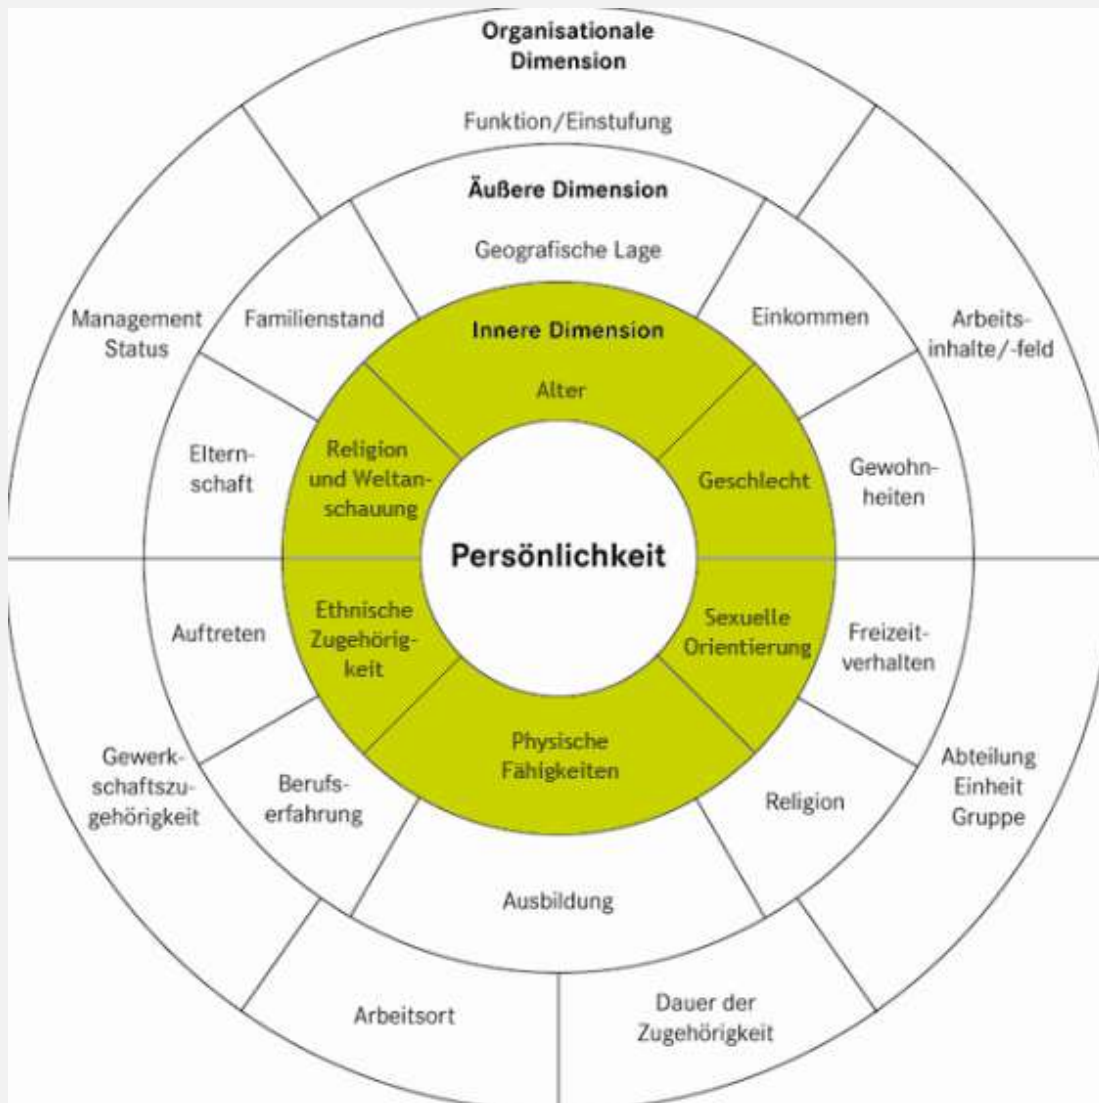 Organisationale
Dimension
Funktion/Einstufung
Äußere Dimension
Geografische Lage
Innere Dimension
Alter
Persönlichkeit
Religion
und Weltan-
schauung
Geschlecht
Ethnische
Zugehörig-
keit
Sexuelle
Orientierung
Physische
Fähigkeiten
Familienstand
Einkommen
Eltern-
schaft
Gewohn-
heiten
Auftreten
Freizeit-
verhalten
Berufs-
erfahrung
Religion
Ausbildung
Management
Status
Arbeits-
inhalte/-feld
Gewerk-
schaftszu-
gehörigkeit
Abteilung
Einheit
Gruppe
Arbeitsort
Dauer der
Zugehörigkeit